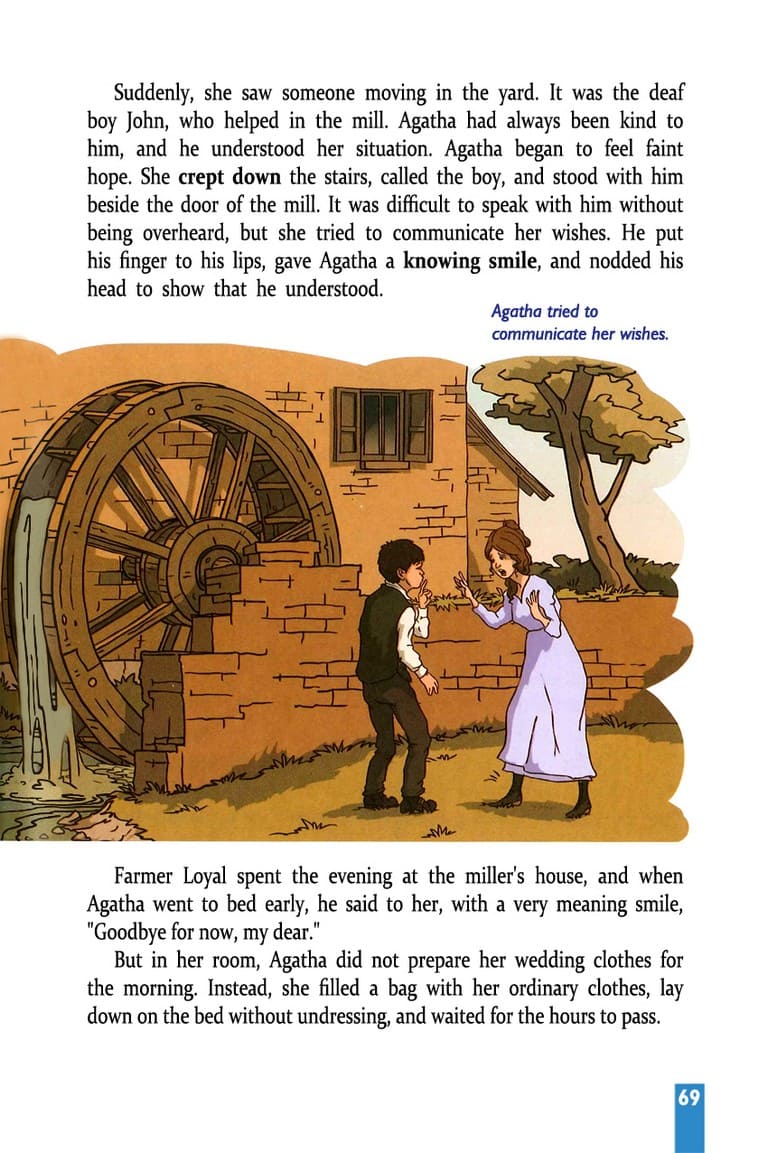 Suddenly, she saw someone moving in the yard. It was the deaf
boy John, who helped in the mill. Agatha had always been kind to
him, and he understood her situation. Agatha began to feel faint
hope. She crept down the stairs, called the boy, and stood with him
beside the door of the mill. It was difficult to speak with him without
being overheard, but she tried to communicate her wishes. He put
his finger to his lips, gave Agatha a knowing smile, and nodded his
head to show that he understood.
Agatha tried to
communicate her wishes.
Farmer Loyal spent the evening at the miller's house, and when
Agatha went to bed early, he said to her, with a very meaning smile,
"Goodbye for now, my dear."
But in her room, Agatha did not prepare her wedding clothes for
the morning. Instead, she filled a bag with her ordinary clothes, lay
down on the bed without undressing, and waited for the hours to pass.
69